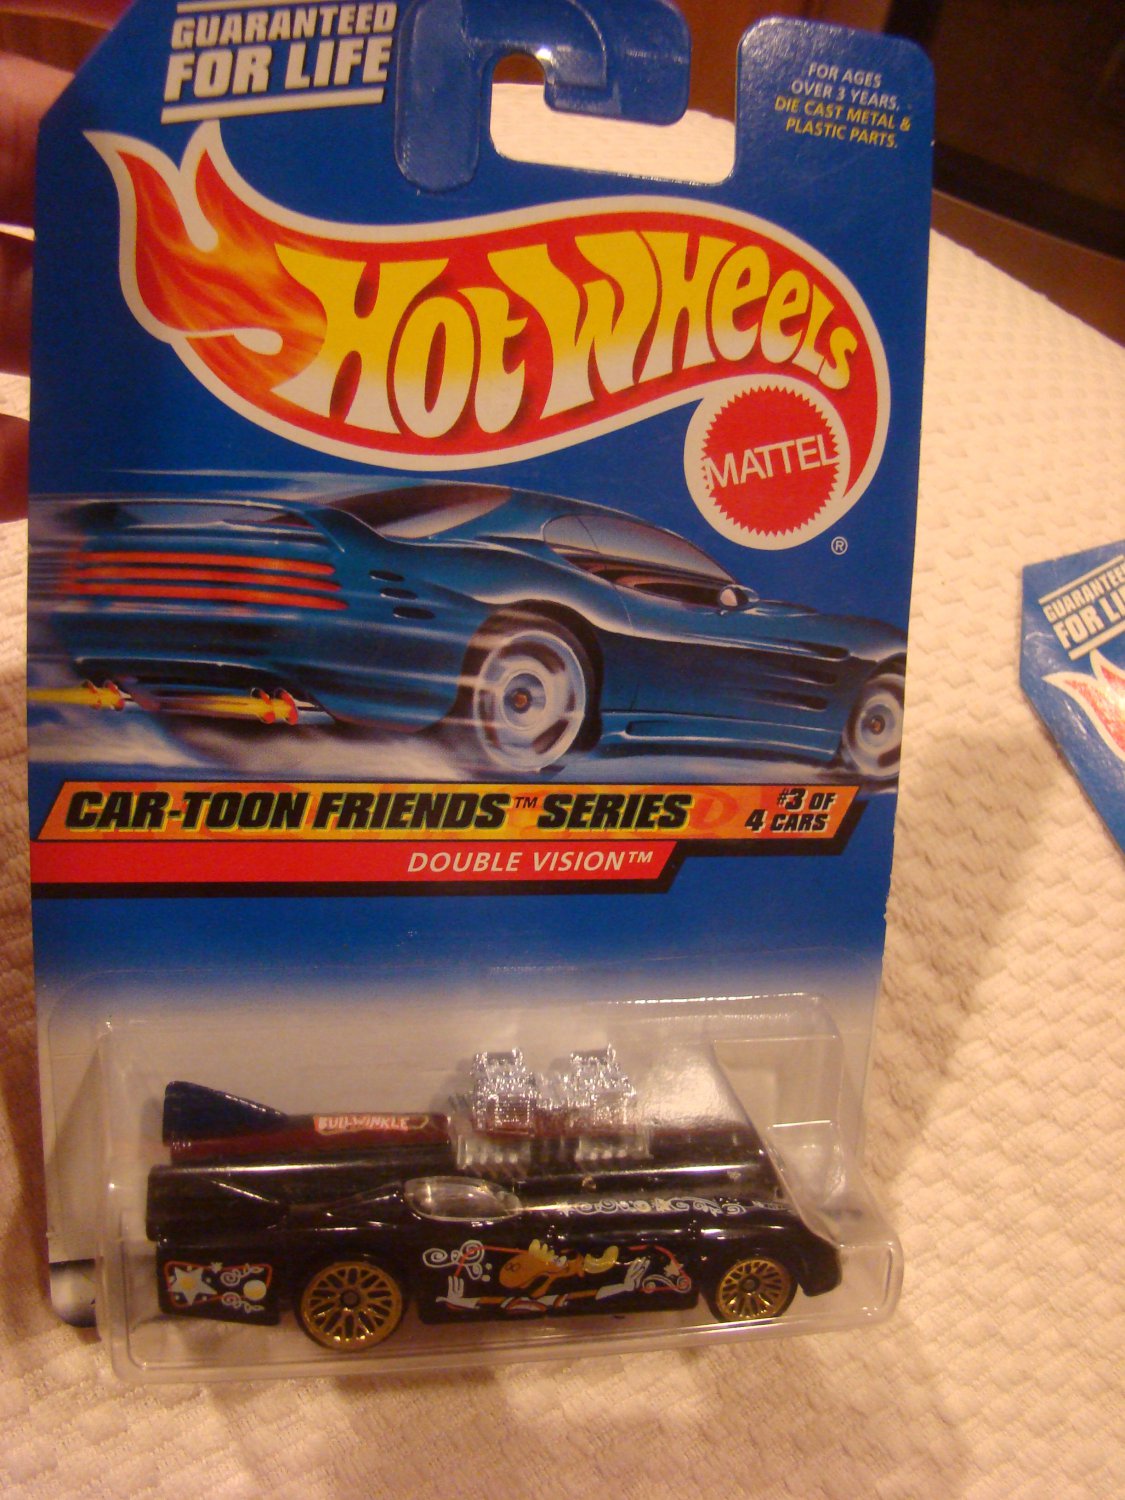 GUARANTEED
FOR LIFE
FOR AGES
OVER 3 YEARS.
DIE CAST METAL &
PLASTIC PARTS.
HOT WHEELS
MATTEL
®
CAR-TOON FRIENDS™ SERIES
#3 OF
4 CARS
DOUBLE VISION™
BULLWINKLE
GUARANTEED
FOR LI